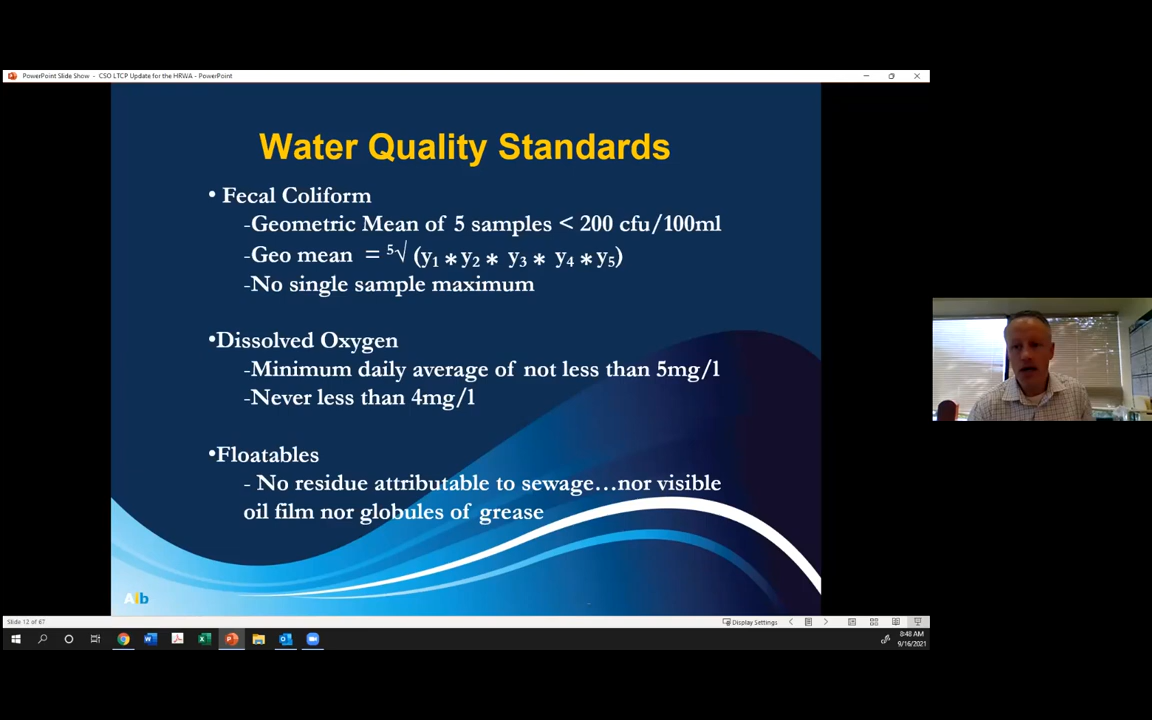 PowerPoint Slide Show - CSO LTCP Update for the HRWA - PowerPoint
Water Quality Standards
• Fecal Coliform
-Geometric Mean of 5 samples < 200 cfu/100ml
-Geo mean = ⁵√ (y₁ * y₂ * y₃ * y₄ * y₅)
-No single sample maximum
•Dissolved Oxygen
-Minimum daily average of not less than 5mg/l
-Never less than 4mg/l
•Floatables
- No residue attributable to sewage…nor visible
oil film nor globules of grease
Aib
Slide 12 of 67
Display Settings
8:48 AM
9/16/2021